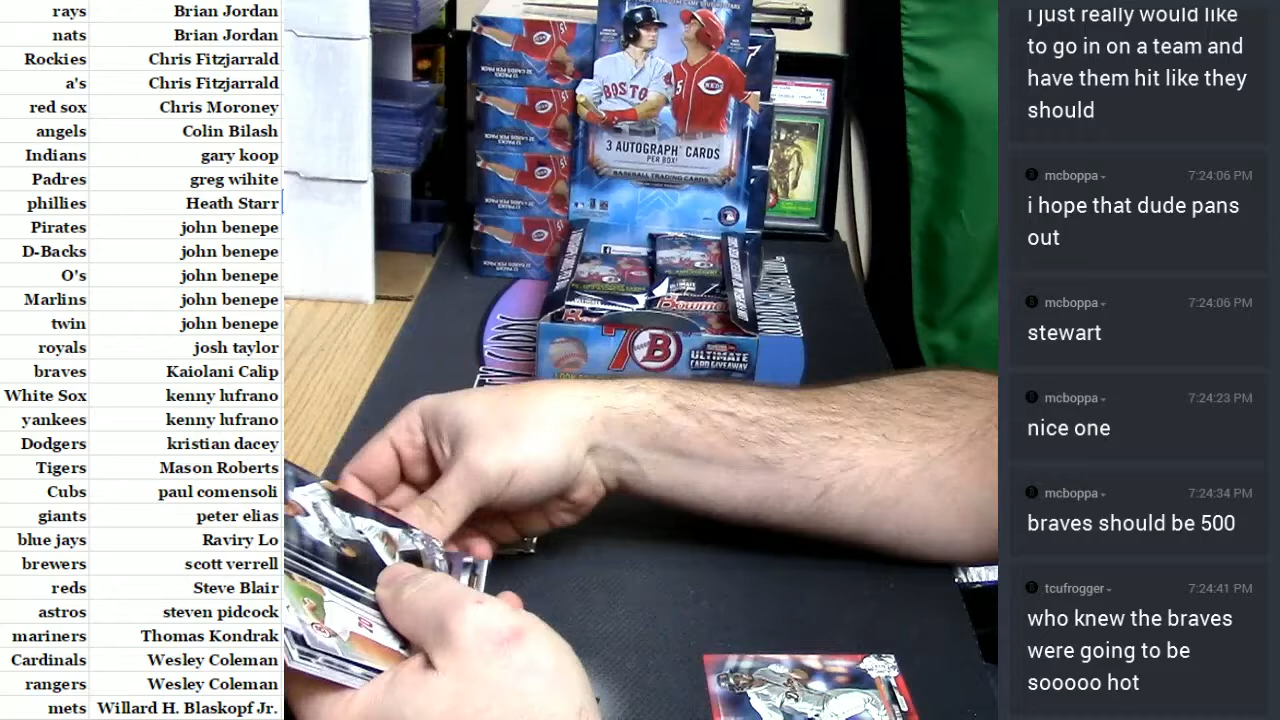 rays Brian Jordan
nats Brian Jordan
Rockies Chris Fitzjarrald
a's Chris Fitzjarrald
red sox Chris Moroney
angels Colin Bilash
Indians gary koop
Padres greg wihite
phillies Heath Starr
Pirates john benepe
D-Backs john benepe
O's john benepe
Marlins john benepe
twin john benepe
royals josh taylor
braves Kaiolani Calip
White Sox kenny lufrano
yankees kenny lufrano
Dodgers kristian dacey
Tigers Mason Roberts
Cubs paul comensoli
giants peter elias
blue jays Raviry Lo
brewers scott verrell
reds Steve Blair
astros steven pidcock
mariners Thomas Kondrak
Cardinals Wesley Coleman
rangers Wesley Coleman
mets Willard H. Blaskopf Jr.
BOSTON
REDS
3 AUTOGRAPH CARDS
PER BOX!
BASEBALL TRADING CARDS
Bowman
7 B
ULTIMATE
CARD GIVEAWAY
i just really would like
to go in on a team and
have them hit like they
should
mcboppa 7:24:06 PM
i hope that dude pans
out
mcboppa 7:24:06 PM
stewart
mcboppa 7:24:23 PM
nice one
mcboppa 7:24:34 PM
braves should be 500
tcufrogger 7:24:41 PM
who knew the braves
were going to be
sooooo hot